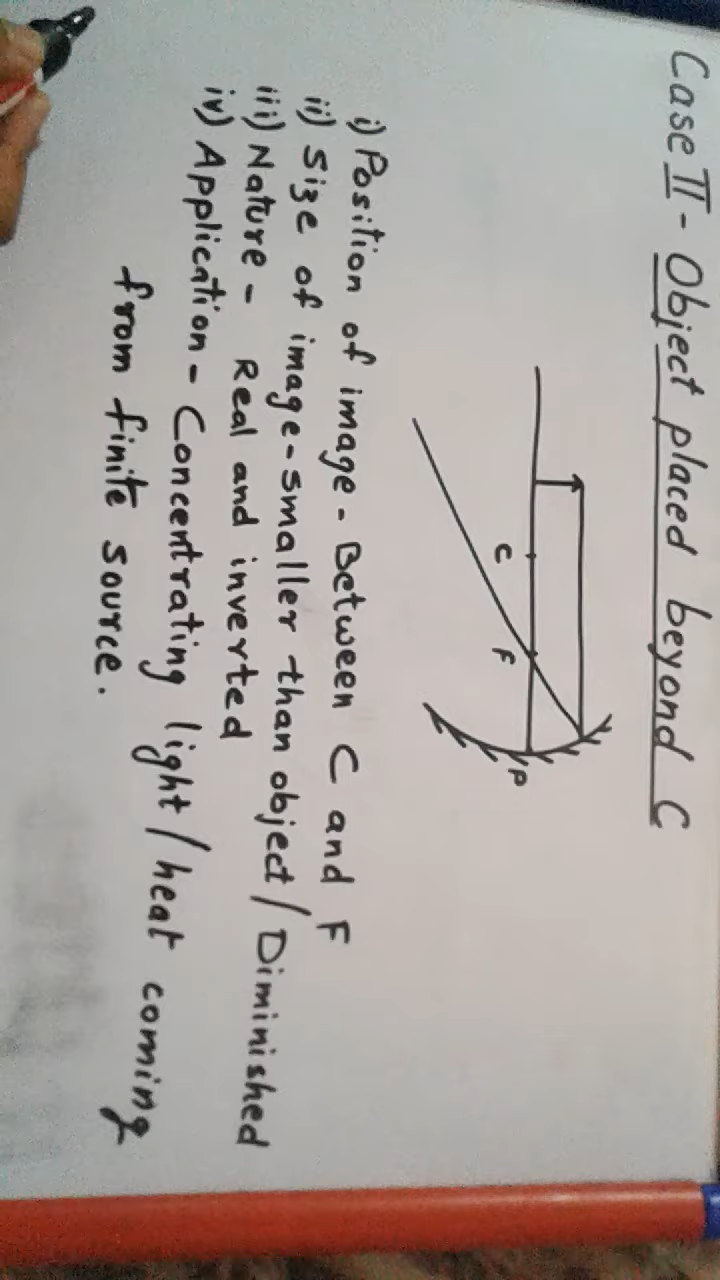 Case II - Object placed beyond C
C
F
P
i) Position of image - Between C and F
ii) Size of image - smaller than object / Diminished
iii) Nature - Real and inverted
iv) Application - Concentrating light / heat coming
from finite source.